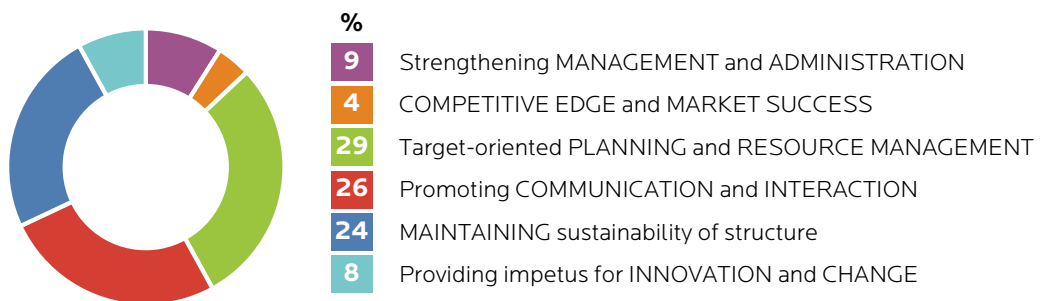 %
9 Strengthening MANAGEMENT and ADMINISTRATION
4 COMPETITIVE EDGE and MARKET SUCCESS
29 Target-oriented PLANNING and RESOURCE MANAGEMENT
26 Promoting COMMUNICATION and INTERACTION
24 MAINTAINING sustainability of structure
8 Providing impetus for INNOVATION and CHANGE